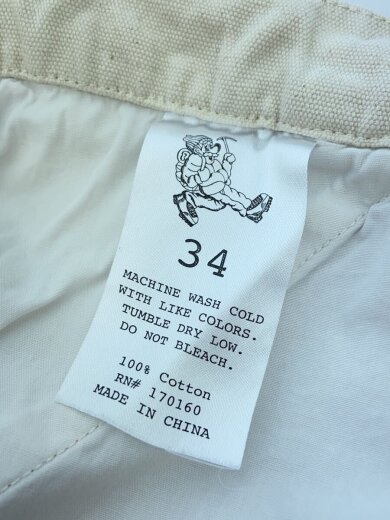 34
MACHINE WASH COLD
WITH LIKE COLORS.
TUMBLE DRY LOW.
DO NOT BLEACH.
100% Cotton
RN# 170160
MADE IN CHINA